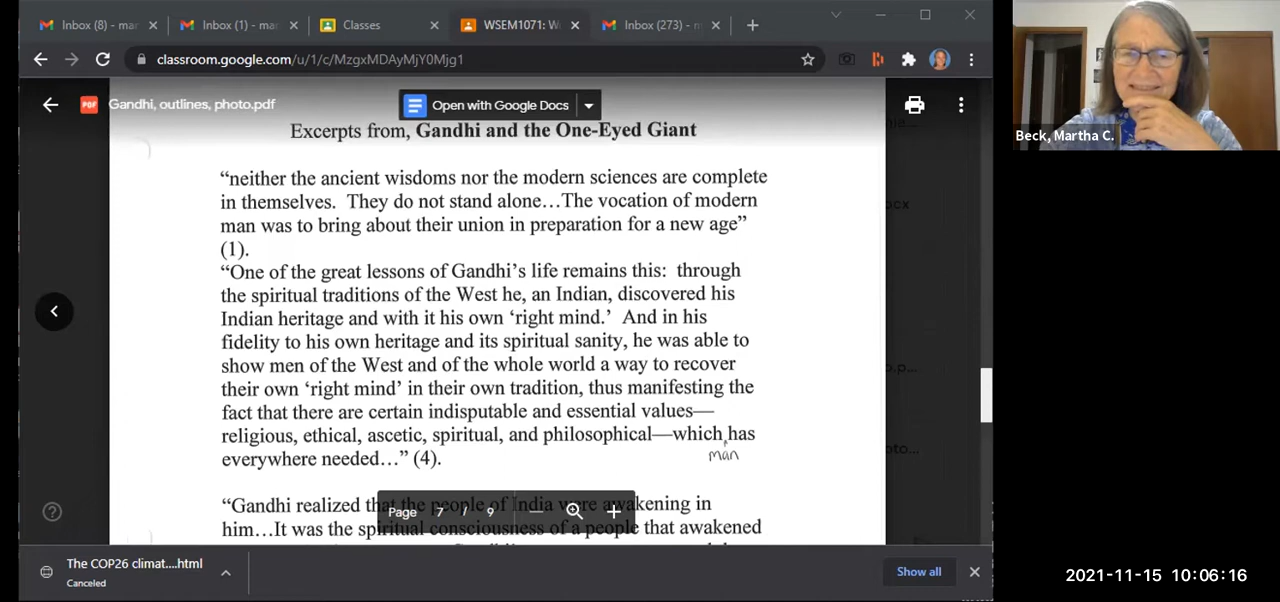 Inbox (8) - mar
Inbox (1) - mac
Classes
WSEM1071: W
Inbox (273) - m
classroom.google.com/u/1/c/MzgxMDAyMjY0Mjg1
PDF Gandhi, outlines, photo.pdf
Open with Google Docs
Excerpts from, Gandhi and the One-Eyed Giant
“neither the ancient wisdoms nor the modern sciences are complete
in themselves. They do not stand alone…The vocation of modern
man was to bring about their union in preparation for a new age”
(1).
“One of the great lessons of Gandhi’s life remains this: through
the spiritual traditions of the West he, an Indian, discovered his
Indian heritage and with it his own ‘right mind.’ And in his
fidelity to his own heritage and its spiritual sanity, he was able to
show men of the West and of the whole world a way to recover
their own ‘right mind’ in their own tradition, thus manifesting the
fact that there are certain indisputable and essential values—
religious, ethical, ascetic, spiritual, and philosophical—which has
man
everywhere needed…” (4).
“Gandhi realized that the people of India were awakening in
him…It was the spiritual consciousness of a people that awakened
Page 7 / 9
ocx
o.p...
oto...
The COP26 climat....html
Canceled
Show all
Beck, Martha C.
2021-11-15 10:06:16